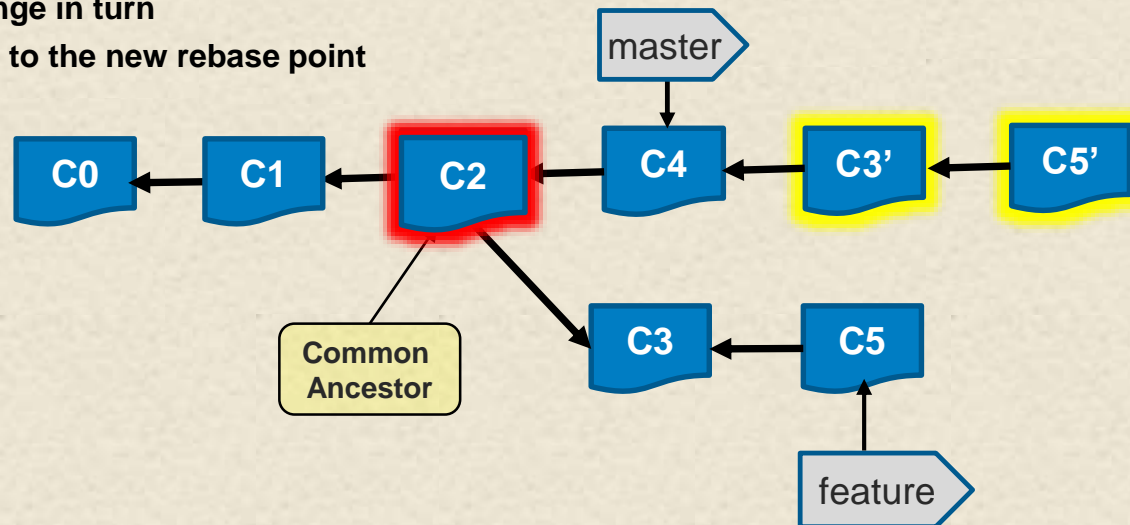 nge in turn
to the new rebase point
master
C0
C1
C2
C4
C3’
C5’
Common
Ancestor
C3
C5
feature